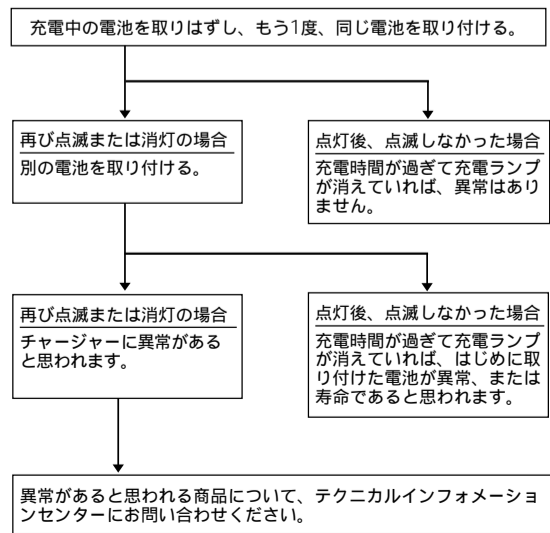 充電中の電池を取りはずし、もう1度、同じ電池を取り付ける。
再び点滅または消灯の場合
別の電池を取り付ける。
点灯後、点滅しなかった場合
充電時間が過ぎて充電ランプ
が消えていれば、異常はあり
ません。
再び点滅または消灯の場合
チャージャーに異常がある
と思われます。
点灯後、点滅しなかった場合
充電時間が過ぎて充電ランプ
が消えていれば、はじめに取
り付けた電池が異常、または
寿命であると思われます。
異常があると思われる商品について、テクニカルインフォメーショ
ンセンターにお問い合わせください。